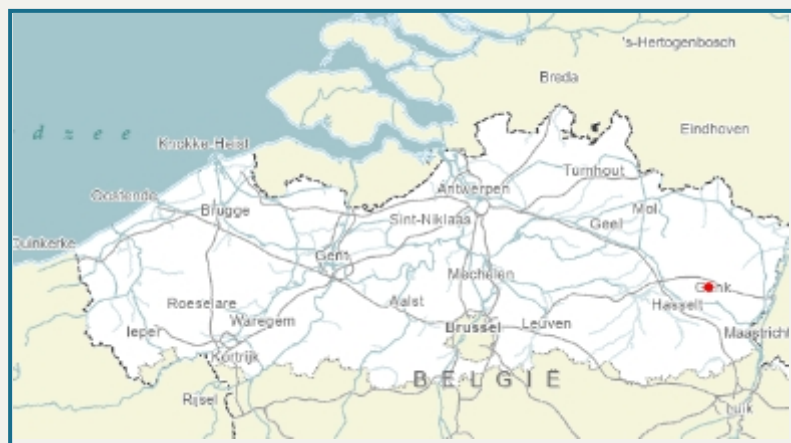 's-Hertogenbosch
Breda
Eindhoven
d z e e
Knokke-Heist
Turnhout
Antwerpen
Oostende
Mol
Brugge
Sint-Niklaas
Geel
Duinkerke
Gent
Mechelen
Genk
Roeselare
Aalst
Hasselt
Waregem
Ieper
Brussel
Leuven
Maastricht
Kortrijk
BELGIË
Rijsel
Luik